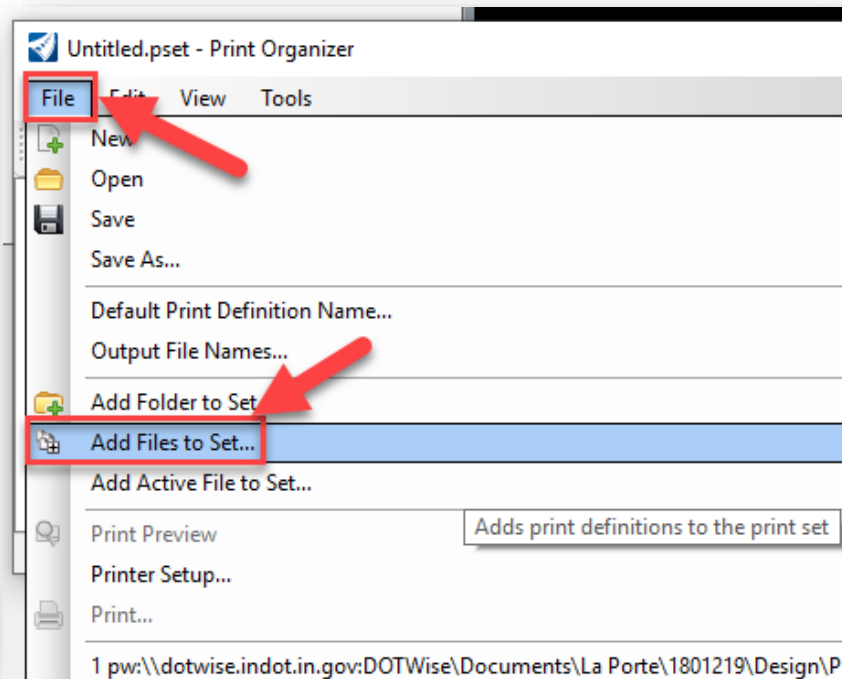 Untitled.pset - Print Organizer
File Edit View Tools
New
Open
Save
Save As...
Default Print Definition Name...
Output File Names...
Add Folder to Set
Add Files to Set...
Add Active File to Set...
Print Preview
Adds print definitions to the print set
Printer Setup...
Print...
1 pw:\\dotwise.indot.in.gov:DOTWise\Documents\La Porte\1801219\Design\P